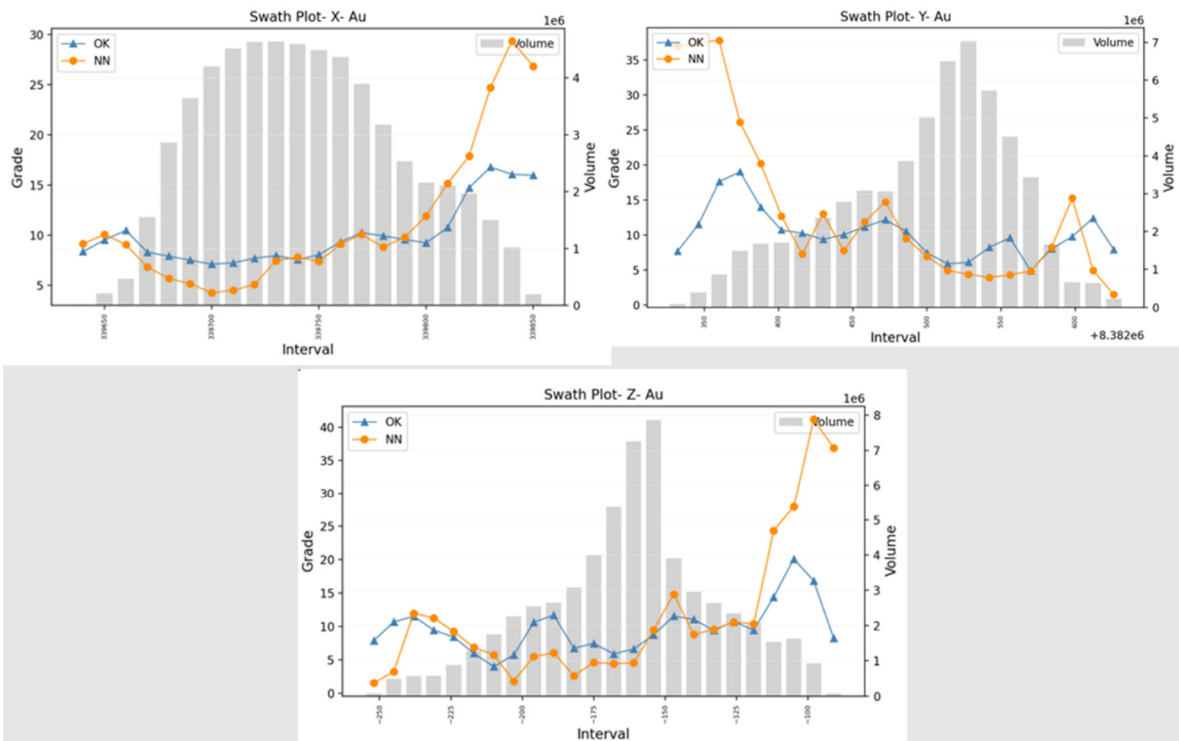 Swath Plot- X- Au
1e6
OK
NN
Volume
30
25
20
15
10
5
Grade
4
3
2
1
0
Volume
339650
339700
339750
339800
339850
Interval
Swath Plot- Y- Au
1e6
OK
NN
Volume
35
30
25
20
15
10
5
0
Grade
7
6
5
4
3
2
1
0
Volume
350
400
450
500
550
600
Interval
+8.382e6
Swath Plot- Z- Au
1e6
OK
NN
Volume
40
35
30
25
20
15
10
5
0
Grade
8
7
6
5
4
3
2
1
0
Volume
−250
−225
−200
−175
−150
−125
−100
Interval